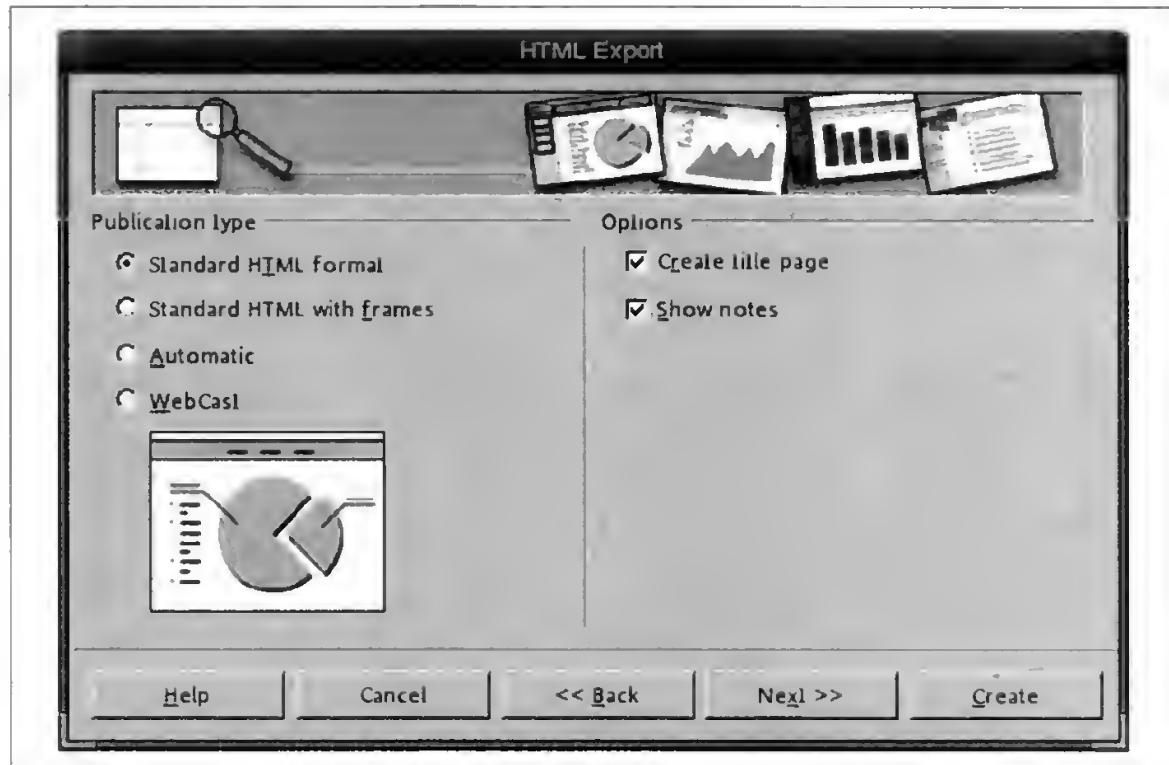 HTML Export
Publication type
Standard HTML format
Standard HTML with frames
Automatic
WebCast
Options
Create title page
Show notes
Help
Cancel
<< Back
Next >>
Create